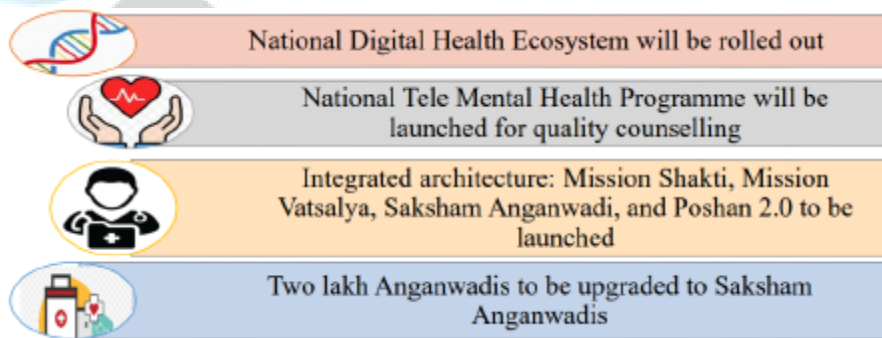 National Digital Health Ecosystem will be rolled out
National Tele Mental Health Programme will be
launched for quality counselling
Integrated architecture: Mission Shakti, Mission
Vatsalya, Saksham Anganwadi, and Poshan 2.0 to be
launched
Two lakh Anganwadis to be upgraded to Saksham
Anganwadis